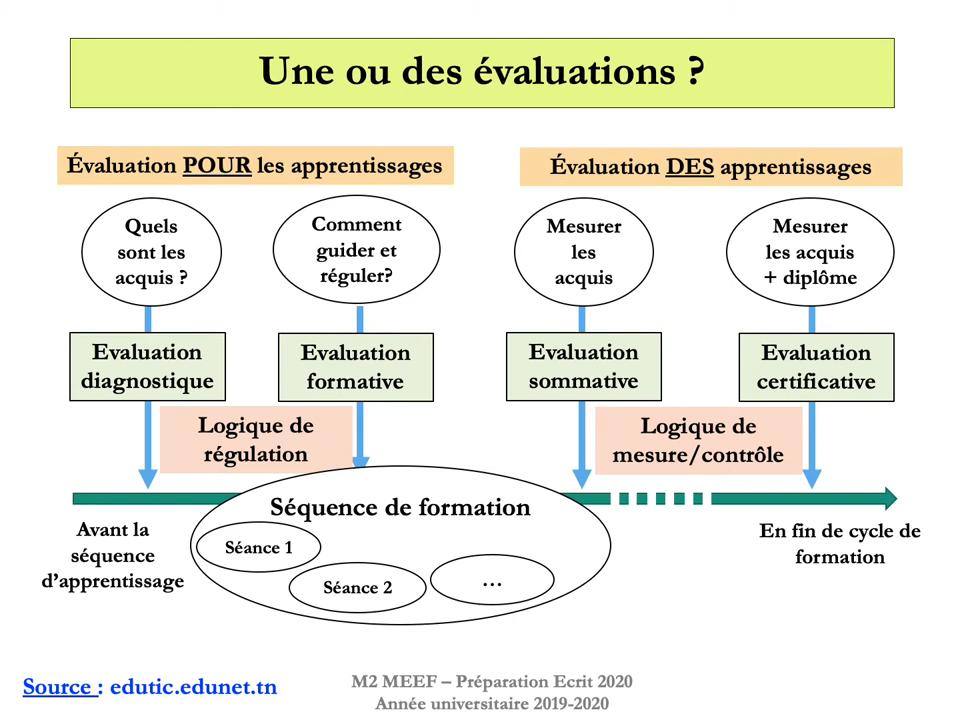 Une ou des évaluations ?
Évaluation POUR les apprentissages
Évaluation DES apprentissages
Quels
sont les
acquis ?
Comment
guider et
réguler?
Mesurer
les
acquis
Mesurer
les acquis
+ diplôme
Evaluation
diagnostique
Evaluation
formative
Evaluation
sommative
Evaluation
certificative
Logique de
régulation
Logique de
mesure/contrôle
Avant la
séquence
d’apprentissage
Séquence de formation
Séance 1
Séance 2
…
En fin de cycle de
formation
Source : edutic.edunet.tn
M2 MEEF – Préparation Ecrit 2020
Année universitaire 2019-2020